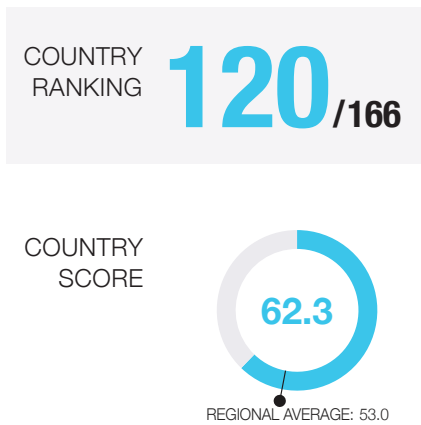 COUNTRY
RANKING
120/166
COUNTRY
SCORE
62.3
REGIONAL AVERAGE: 53.0